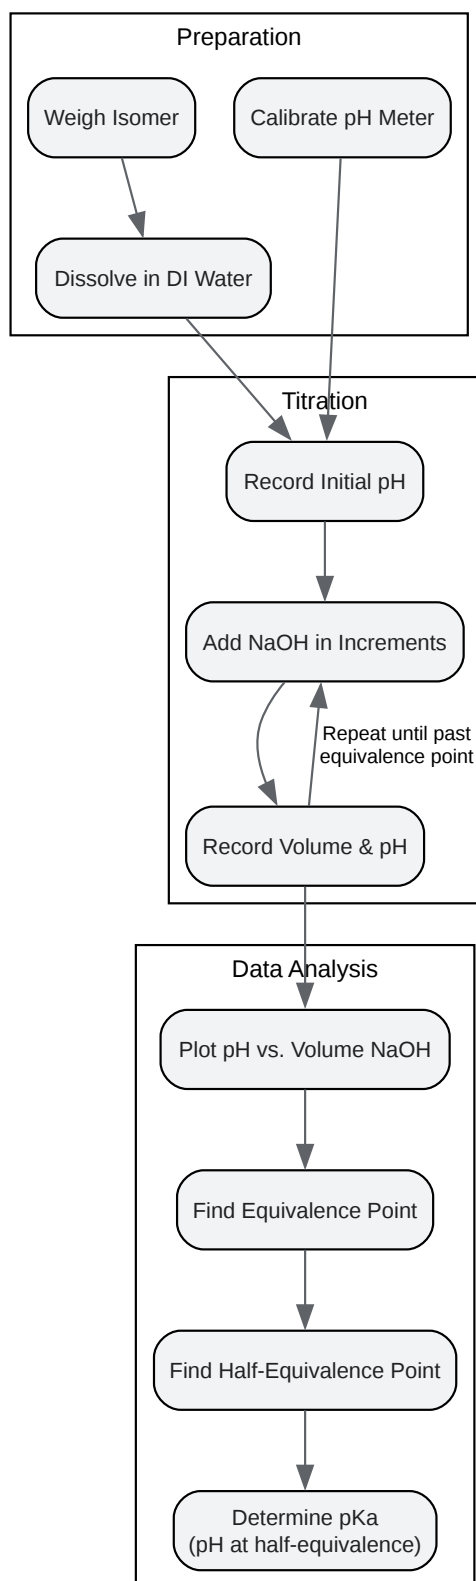 Preparation
Weigh Isomer
Calibrate pH Meter
Dissolve in DI Water
Titration
Record Initial pH
Add NaOH in Increments
Repeat until past
equivalence point
Record Volume & pH
Data Analysis
Plot pH vs. Volume NaOH
Find Equivalence Point
Find Half-Equivalence Point
Determine pKa
(pH at half-equivalence)